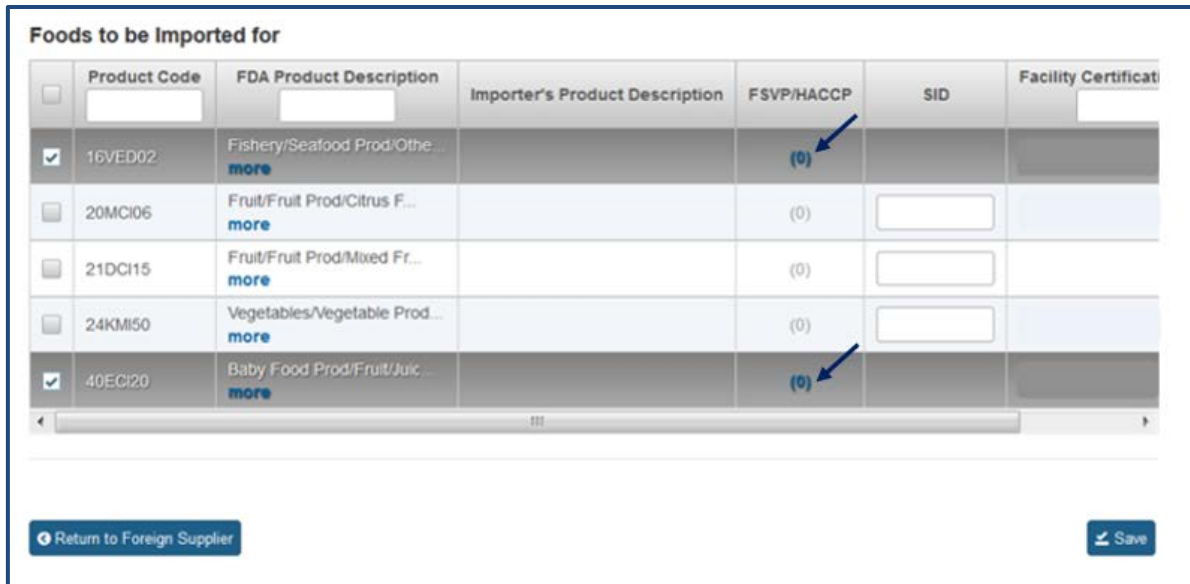 Foods to be Imported for
Product Code
FDA Product Description
Importer's Product Description
FSVP/HACCP
SID
Facility Certificati
16VED02
Fishery/Seafood Prod/Othe...
more
(0)
20MCI06
Fruit/Fruit Prod/Citrus F...
more
(0)
21DCI15
Fruit/Fruit Prod/Mixed Fr...
more
(0)
24KMI50
Vegetables/Vegetable Prod...
more
(0)
40ECI20
Baby Food Prod/Fruit/Juic...
more
(0)
Return to Foreign Supplier
Save